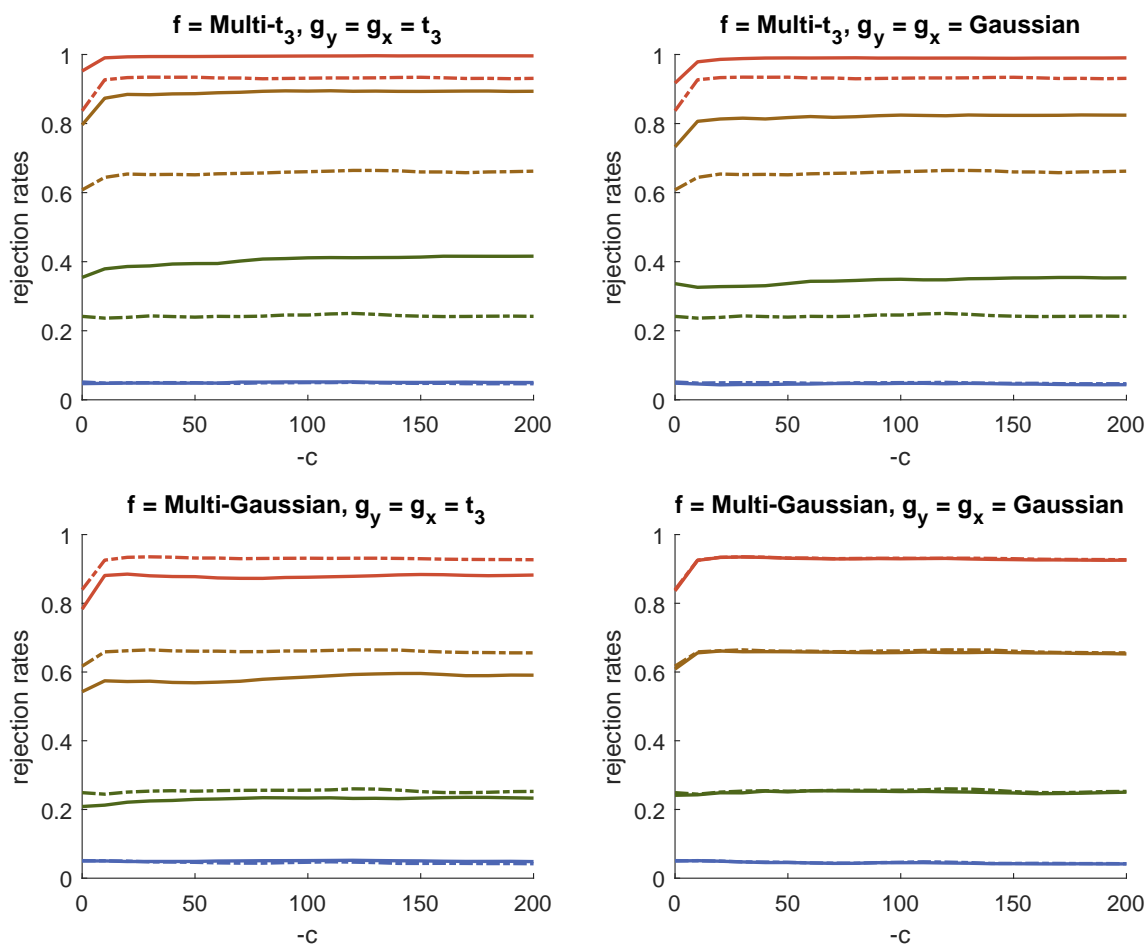 f = Multi-t3, gy = gx = t3
rejection rates
1
0.8
0.6
0.4
0.2
0
0 50 100 150 200
-c
f = Multi-t3, gy = gx = Gaussian
rejection rates
1
0.8
0.6
0.4
0.2
0
0 50 100 150 200
-c
f = Multi-Gaussian, gy = gx = t3
rejection rates
1
0.8
0.6
0.4
0.2
0
0 50 100 150 200
-c
f = Multi-Gaussian, gy = gx = Gaussian
rejection rates
1
0.8
0.6
0.4
0.2
0
0 50 100 150 200
-c